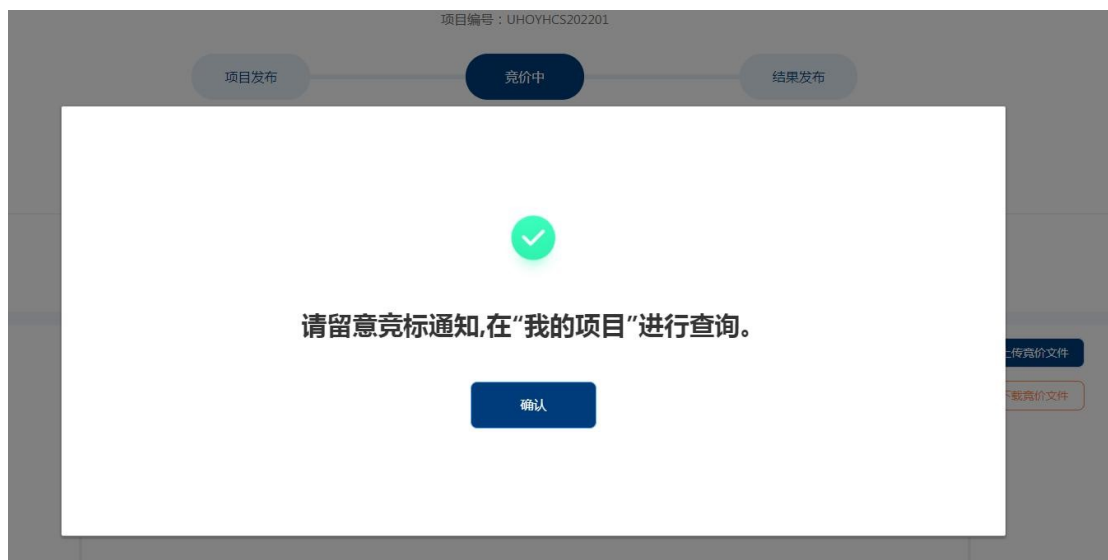 项目编号：UHOYHCS202201
项目发布
竞价中
结果发布
请留意竞标通知,在“我的项目”进行查询。
上传竞价文件
下载竞价文件
确认